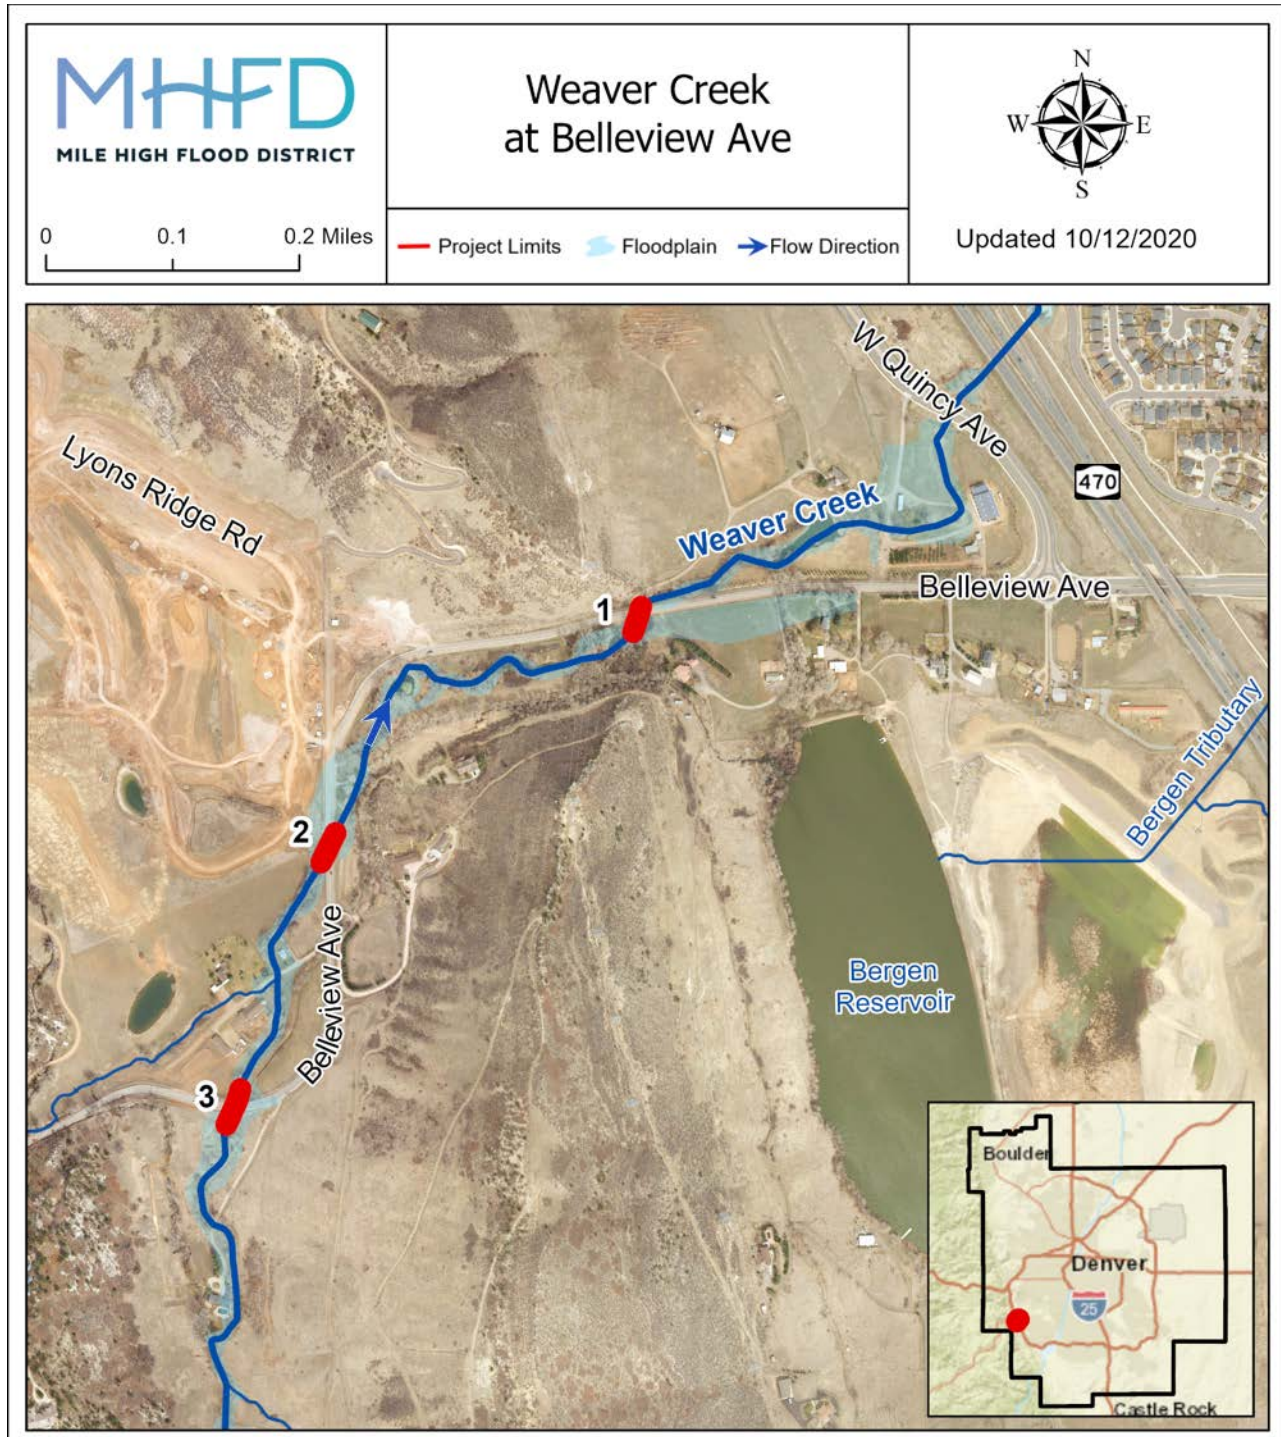 MHFD
MILE HIGH FLOOD DISTRICT
0 0.1 0.2 Miles
Weaver Creek
at Belleview Ave
Project Limits Floodplain Flow Direction
N
W E
S
Updated 10/12/2020
W Quincy Ave
Lyons Ridge Rd
470
Weaver Creek
Belleview Ave
1
Bergen Tributary
2
Belleview Ave
Bergen
Reservoir
3
Boulder
Denver
25
Castle Rock